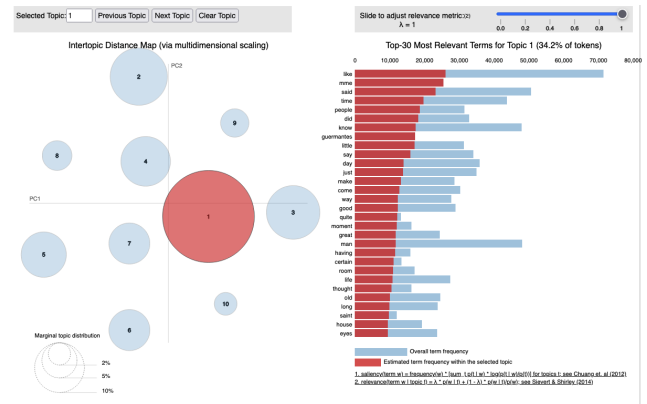 Selected Topic: 1 Previous Topic Next Topic Clear Topic
Slide to adjust relevance metric:(2)
λ = 1
0.0 0.2 0.4 0.6 0.8 1
Intertopic Distance Map (via multidimensional scaling)
PC2
PC1
2
9
8
4
1
3
7
5
10
6
Marginal topic distribution
2%
5%
10%
Top-30 Most Relevant Terms for Topic 1 (34.2% of tokens)
0 10,000 20,000 30,000 40,000 50,000 60,000 70,000 80,000
like
mme
said
time
people
did
know
guermantes
little
say
day
just
make
come
way
good
quite
moment
great
man
having
certain
room
life
thought
old
long
saint
house
eyes
Overall term frequency
Estimated term frequency within the selected topic
1. saliency(term w) = frequency(w) * [sum_t p(t | w) * log(p(t | w)/p(t))] for topics t; see Chuang et. al (2012)
2. relevance(term w | topic t) = λ * p(w | t) + (1 - λ) * p(w | t)/p(w); see Sievert & Shirley (2014)